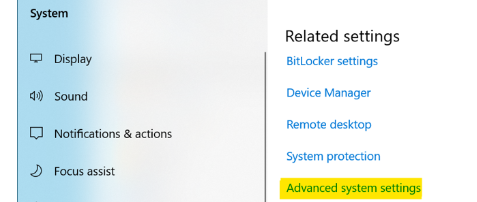 System
Display
Sound
Notifications & actions
Focus assist
Related settings
BitLocker settings
Device Manager
Remote desktop
System protection
Advanced system settings